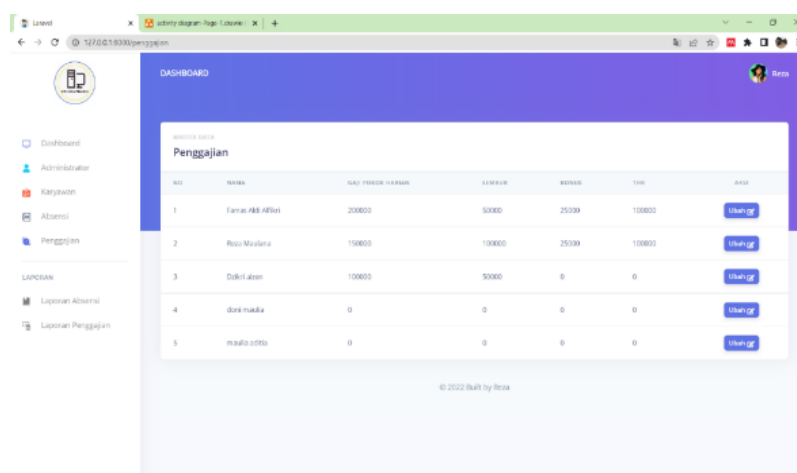 Laravel
activity diagram-Page-1.drawio
127.0.0.1:8000/penggajian
DASHBOARD
Reza
Dashboard
Administrator
Karyawan
Absensi
Penggajian
LAPORAN
Laporan Absensi
Laporan Penggajian
Penggajian
NO NAMA GAJI POKOK HARIAN LEMBUR BONUS THR AKSI
1 Farras Aldi Alfikri 200000 50000 25000 100000 Ubah
2 Reza Maulana 150000 100000 25000 100000 Ubah
3 Dzikri 100000 50000 0 0 Ubah
4 doni maulia 0 0 0 0 Ubah
5 maulia aditia 0 0 0 0 Ubah
© 2022 Built by Reza